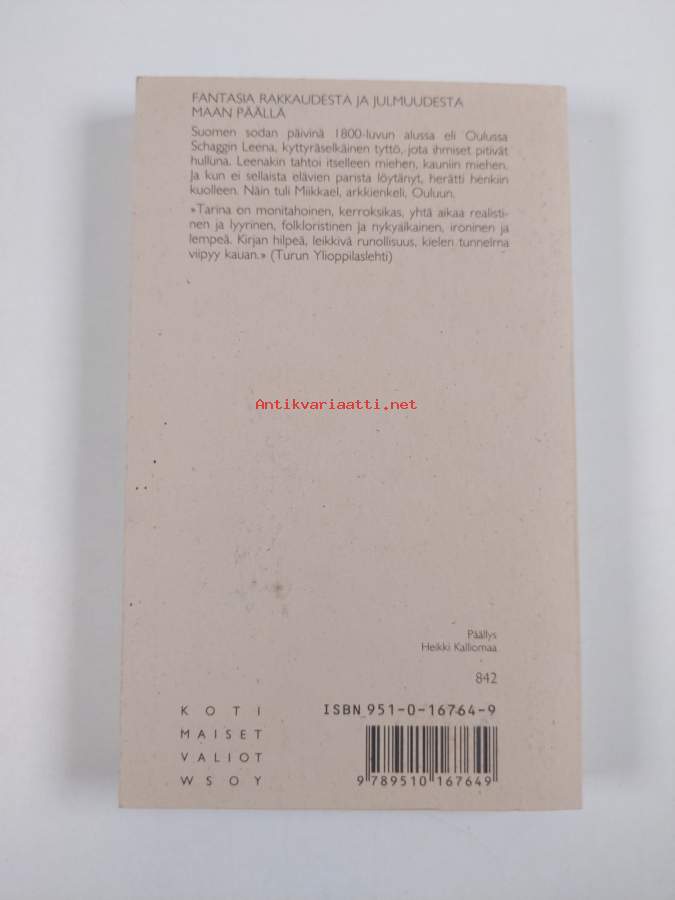 FANTASIA RAKKAUDESTA JA JULMUUDESTA
MAAN PÄÄLLÄ
Suomen sodan päivinä 1800-luvun alussa eli Oulussa
Schaggin Leena, kyttyräselkäinen tyttö, jota ihmiset pitivät
hulluna. Leenakin tahtoi itselleen miehen, kauniin miehen.
Ja kun ei sellaista elävien parista löytänyt, herätti henkiin
kuolleen. Näin tuli Miikkael, arkkienkeli, Ouluun.
»Tarina on monitahoinen, kerroksikas, yhtä aikaa realisti-
nen ja lyyrinen, folkloristinen ja nykyaikainen, ironinen ja
lempeä. Kirjan hilpeä, leikkivä runollisuus, kielen tunnelma
viipyy kauan.» (Turun Ylioppilaslehti)
Antikvariaatti.net
Päällys
Heikki Kalliomaa
842
KOTI
MAISET
VALIOT
WSOY
ISBN 951-0-16764-9
9 789510 167649